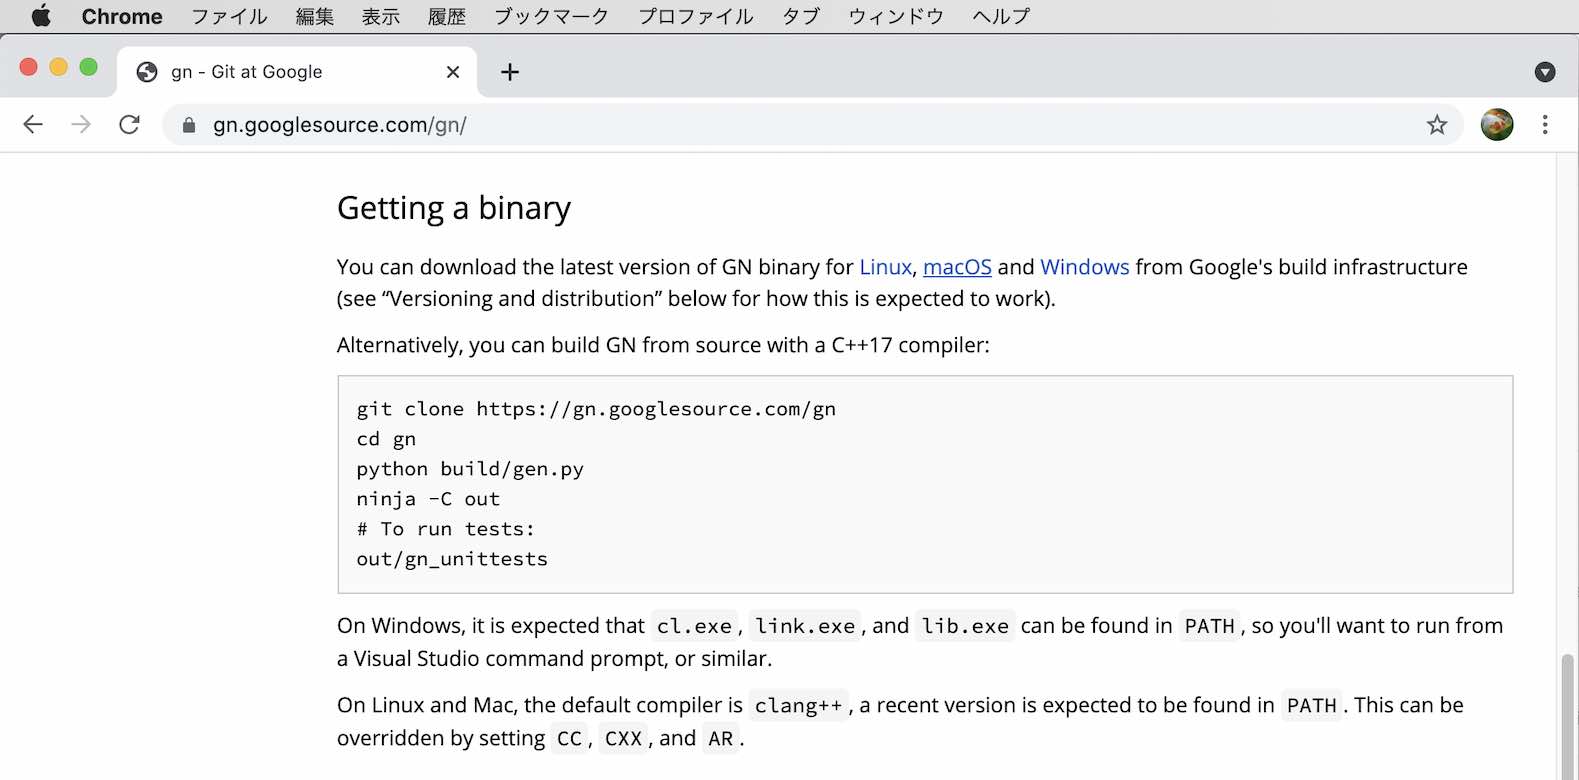 Chrome ファイル 編集 表示 履歴 ブックマーク プロファイル タブ ウィンドウ ヘルプ
gn - Git at Google
gn.googlesource.com/gn/
Getting a binary
You can download the latest version of GN binary for Linux, macOS and Windows from Google's build infrastructure
(see “Versioning and distribution” below for how this is expected to work).
Alternatively, you can build GN from source with a C++17 compiler:
git clone https://gn.googlesource.com/gn
cd gn
python build/gen.py
ninja -C out
# To run tests:
out/gn_unittests
On Windows, it is expected that cl.exe, link.exe, and lib.exe can be found in PATH, so you'll want to run from
a Visual Studio command prompt, or similar.
On Linux and Mac, the default compiler is clang++, a recent version is expected to be found in PATH. This can be
overridden by setting CC, CXX, and AR.